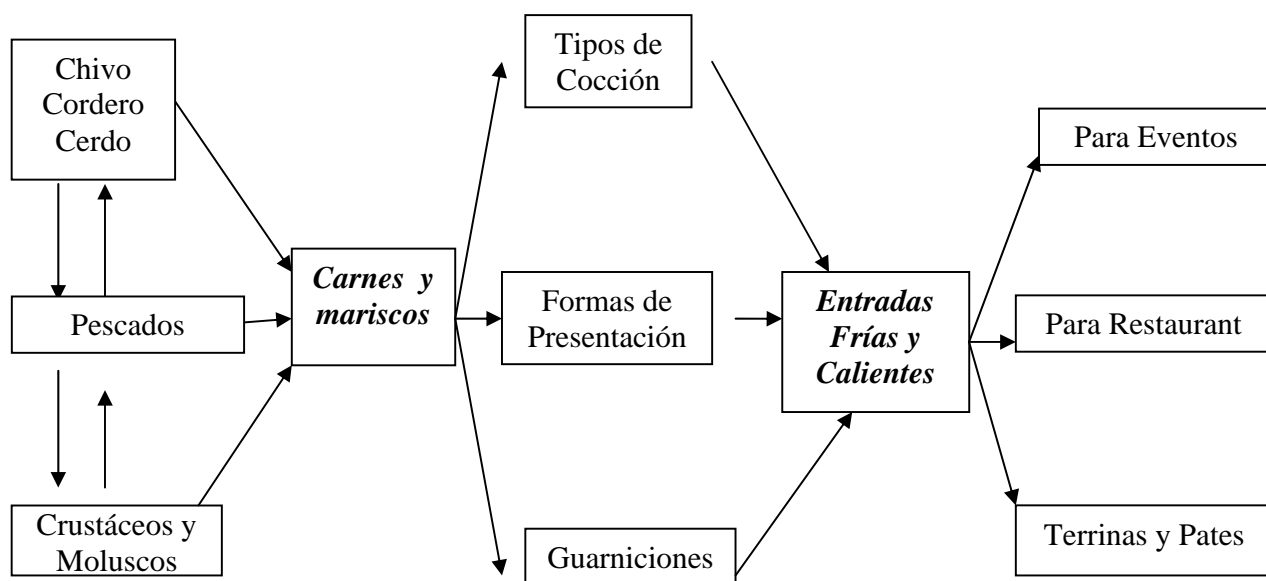 Chivo
Cordero
Cerdo
Pescados
Crustáceos y
Moluscos
Carnes y
mariscos
Tipos de
Cocción
Formas de
Presentación
Guarniciones
Entradas
Frías y
Calientes
Para Eventos
Para Restaurant
Terrinas y Pates